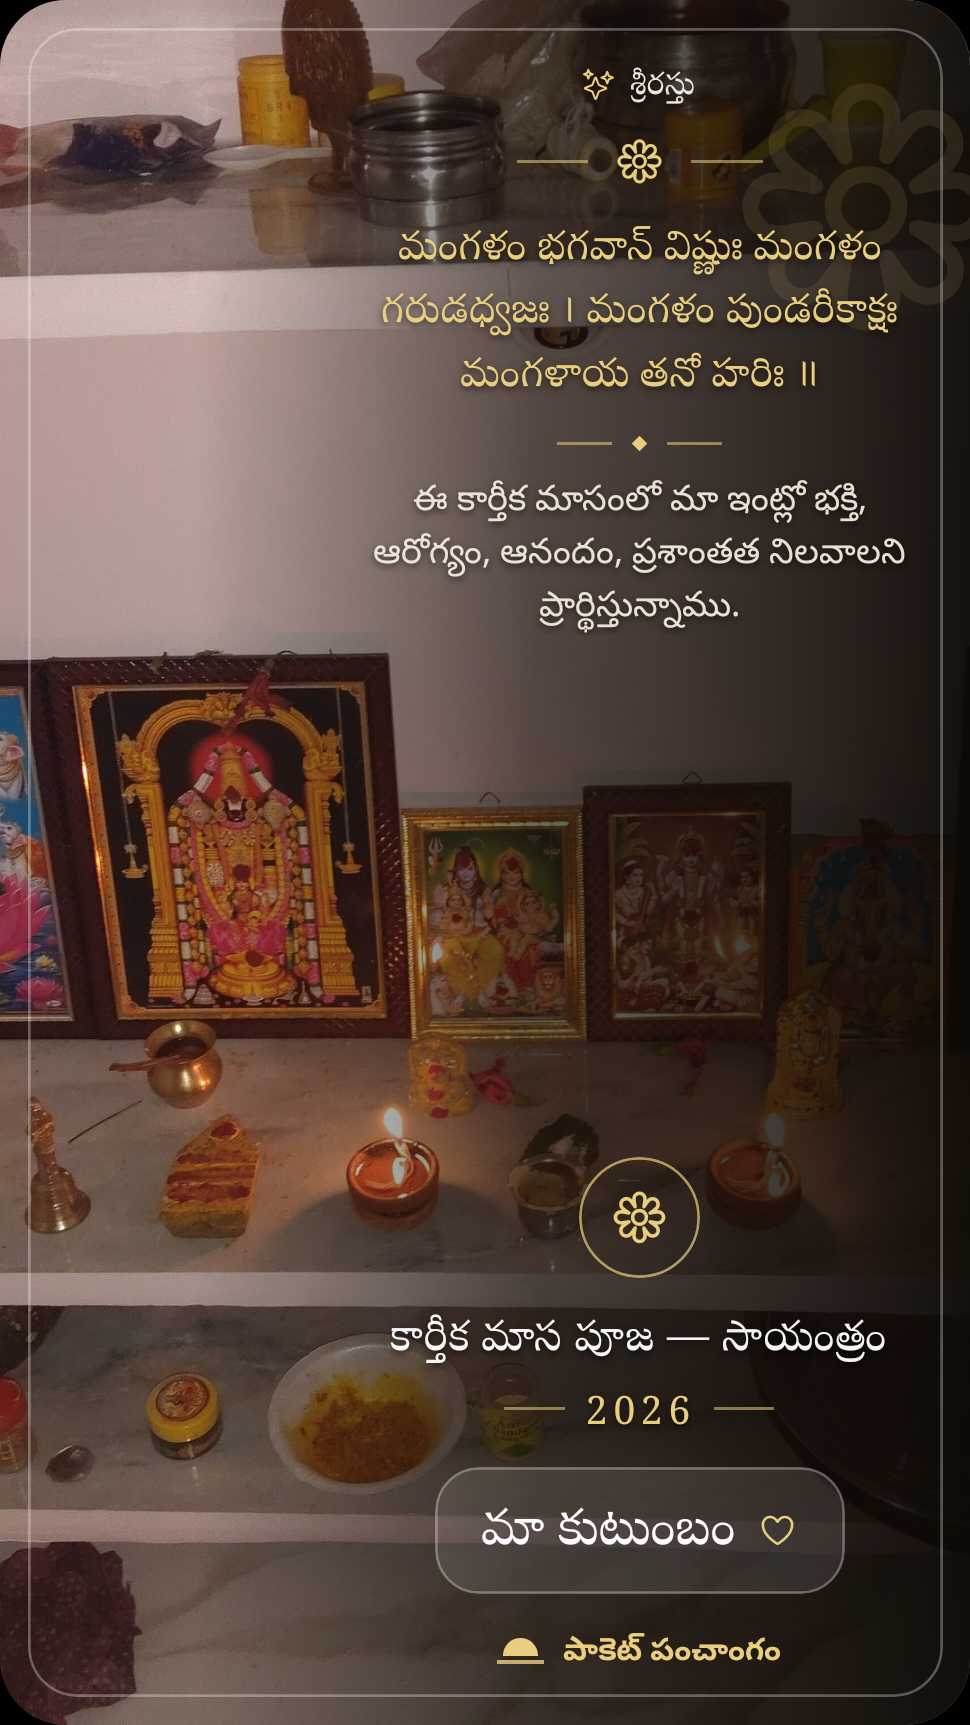 శ్రీరస్తు
మంగళం భగవాన్ విష్ణుః మంగళం
గరుడధ్వజః । మంగళం పుండరీకాక్షః
మంగళాయ తనో హరిః ॥
ఈ కార్తీక మాసంలో మా ఇంట్లో భక్తి,
ఆరోగ్యం, ఆనందం, ప్రశాంతత నిలవాలని
ప్రార్థిస్తున్నాము.
కార్తీక మాస పూజ — సాయంత్రం
2026
మా కుటుంబం
పాకెట్ పంచాంగం